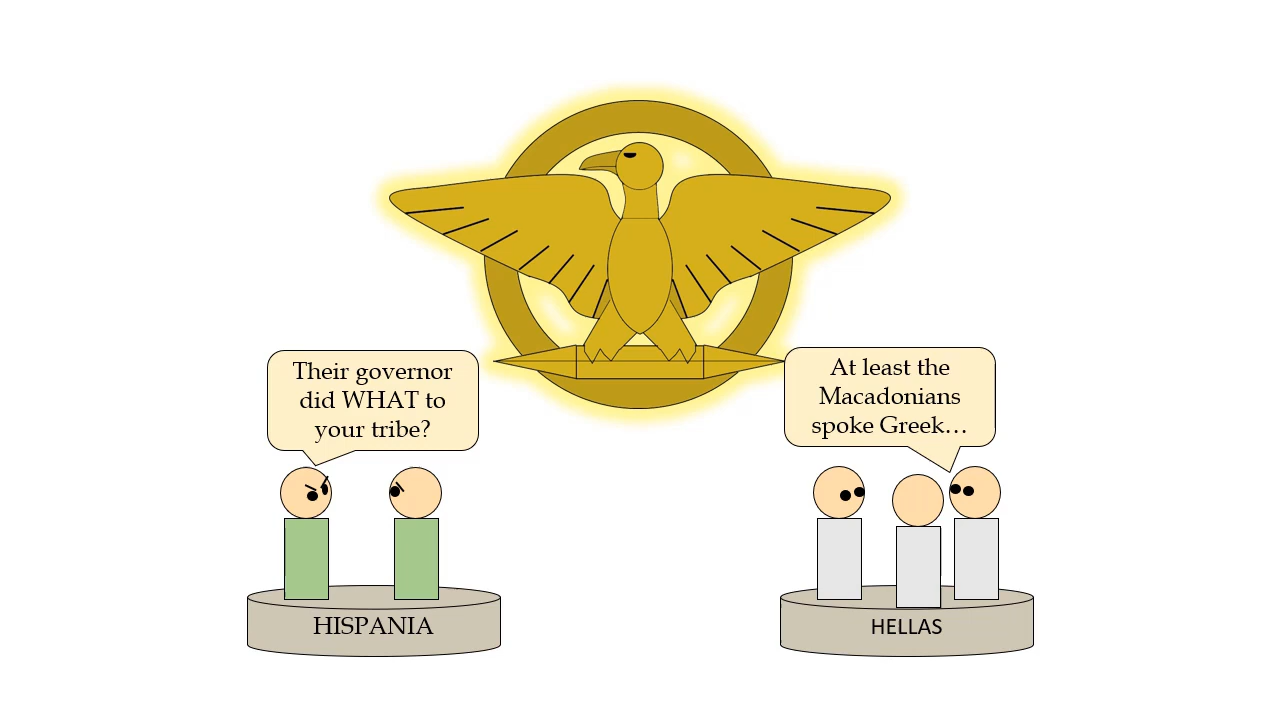 Their governor
did WHAT to
your tribe?
At least the
Macadonians
spoke Greek…
HISPANIA
HELLAS